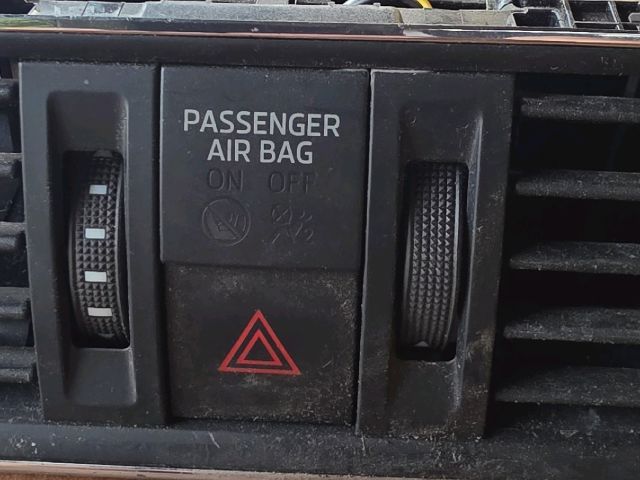 PASSENGER
AIR BAG
ON OFF